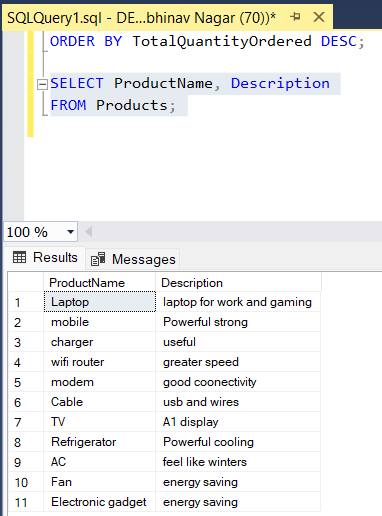 SQLQuery1.sql - DE...bhinav Nagar (70))*
ORDER BY TotalQuantityOrdered DESC;
SELECT ProductName, Description
FROM Products;
100 %
Results Messages
ProductName Description
1 Laptop laptop for work and gaming
2 mobile Powerful strong
3 charger useful
4 wifi router greater speed
5 modem good coonectivity
6 Cable usb and wires
7 TV A1 display
8 Refrigerator Powerful cooling
9 AC feel like winters
10 Fan energy saving
11 Electronic gadget energy saving